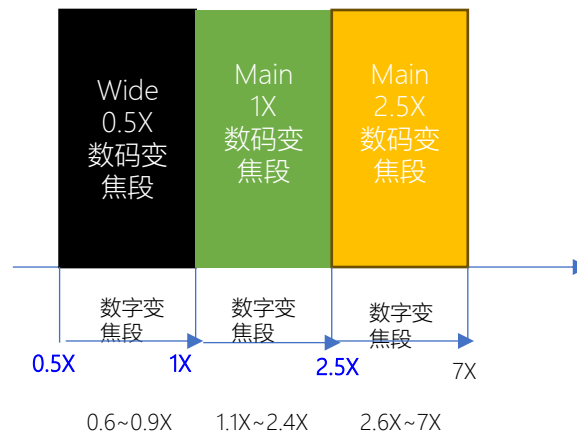 Wide
0.5X
数码变
焦段
Main
1X
数码变
焦段
Main
2.5X
数码变
焦段
数字变
焦段
数字变
焦段
数字变
焦段
0.5X
1X
2.5X
7X
0.6~0.9X
1.1X~2.4X
2.6X~7X